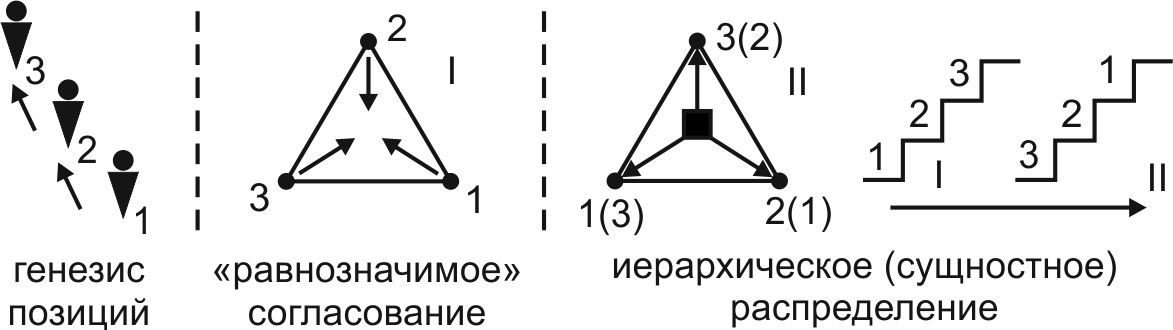 3
2
1
генезис
позиций
2
I
3
1
«равнозначимое»
согласование
3(2)
II
1(3)
2(1)
1
2
3
I
3
2
1
II
иерархическое (сущностное)
распределение